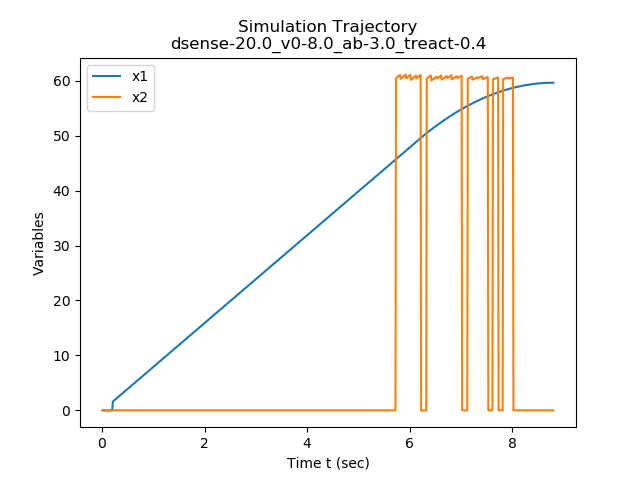 Simulation Trajectory
dsense-20.0_v0-8.0_ab-3.0_treact-0.4
x1
x2
Variables
60
50
40
30
20
10
0
0 2 4 6 8
Time t (sec)